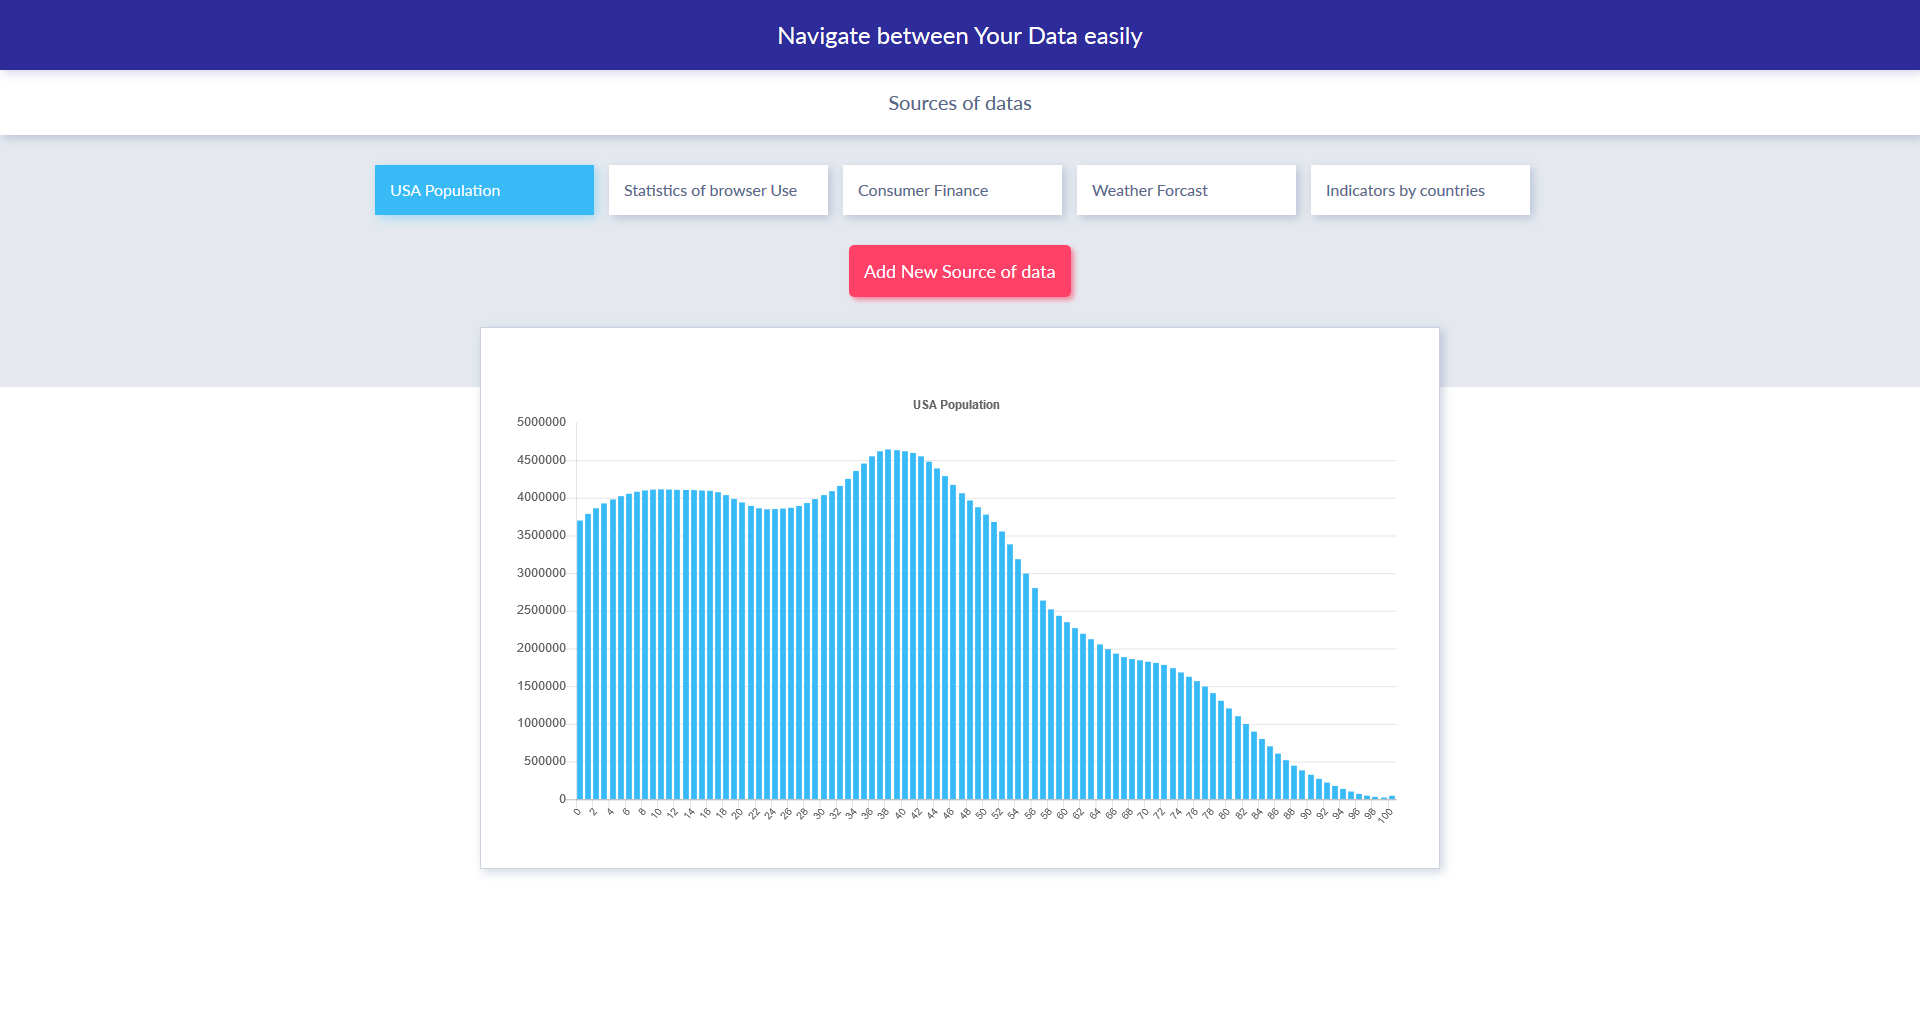 Navigate between Your Data easily
Sources of datas
USA Population
Statistics of browser Use
Consumer Finance
Weather Forcast
Indicators by countries
Add New Source of data
USA Population
5000000
4500000
4000000
3500000
3000000
2500000
2000000
1500000
1000000
500000
0
0 2 4 6 8 10 12 14 16 18 20 22 24 26 28 30 32 34 36 38 40 42 44 46 48 50 52 54 56 58 60 62 64 66 68 70 72 74 76 78 80 82 84 86 88 90 92 94 96 98 100